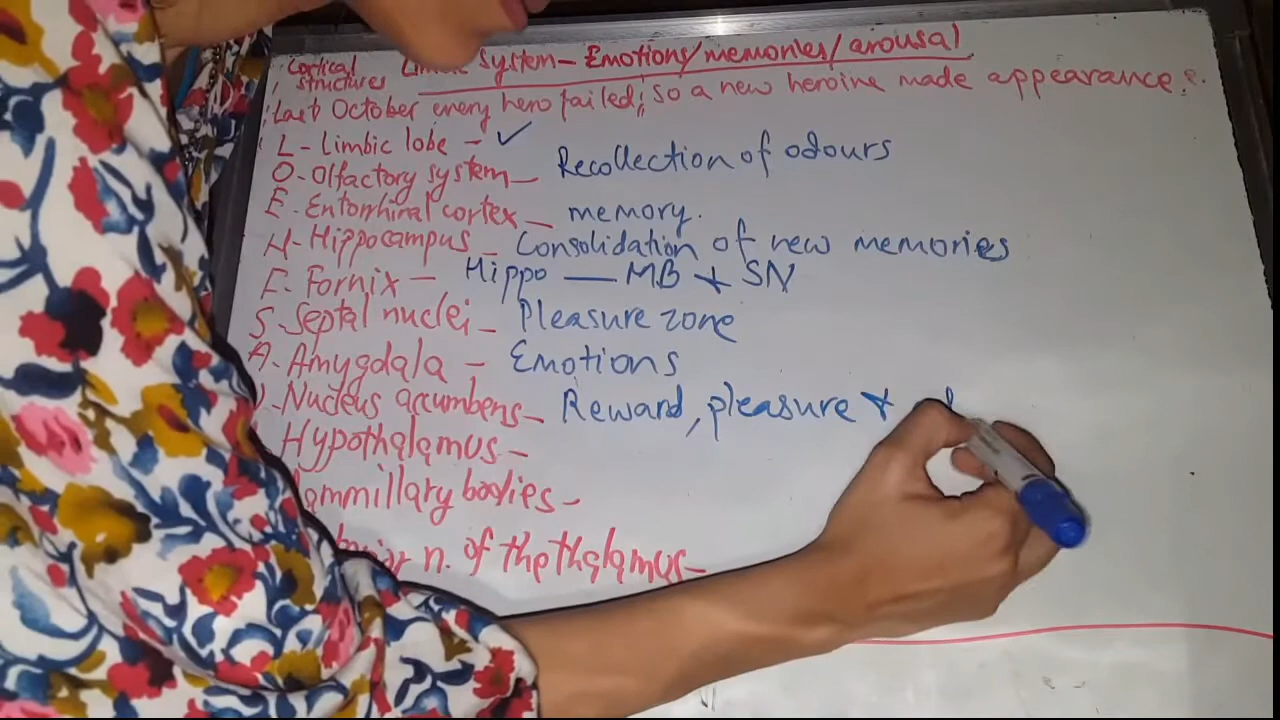 Cortical structures
System - Emotions/memories/arousal
Last October every hero failed; so a new heroine made appearance
L - Limbic lobe - ✓
O - Olfactory system - Recollection of odours
E - Entorrhinal cortex - memory.
H - Hippocampus - Consolidation of new memories
F - Fornix - Hippo — MB + SN
S - Septal nuclei - Pleasure zone
A - Amygdala - Emotions
Nucleus accumbens - Reward, pleasure +
Hypothalamus -
bodies -
n. of the thalamus -